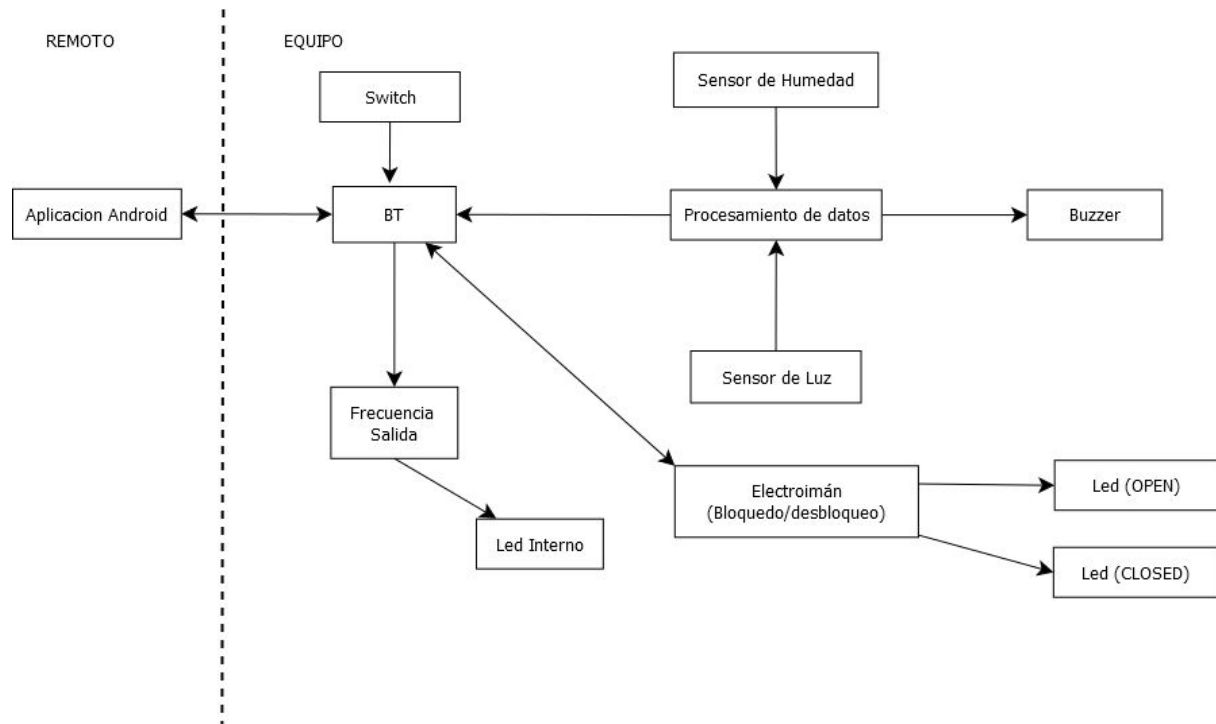 REMOTO
EQUIPO
Switch
Sensor de Humedad
Aplicacion Android
BT
Procesamiento de datos
Buzzer
Sensor de Luz
Frecuencia
Salida
Electroimán
(Bloquedo/desbloqueo)
Led (OPEN)
Led Interno
Led (CLOSED)